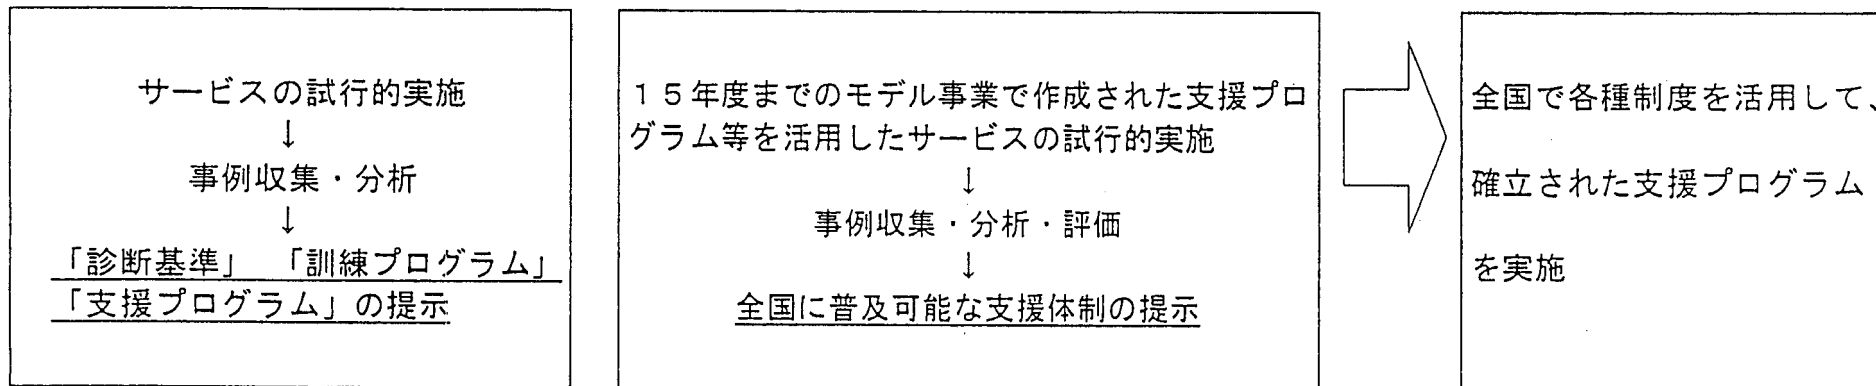 サービスの試行的実施
↓
事例収集・分析
↓
「診断基準」　「訓練プログラム」
「支援プログラム」の提示
１５年度までのモデル事業で作成された支援プロ
グラム等を活用したサービスの試行的実施
↓
事例収集・分析・評価
↓
全国に普及可能な支援体制の提示
全国で各種制度を活用して、
確立された支援プログラム
を実施